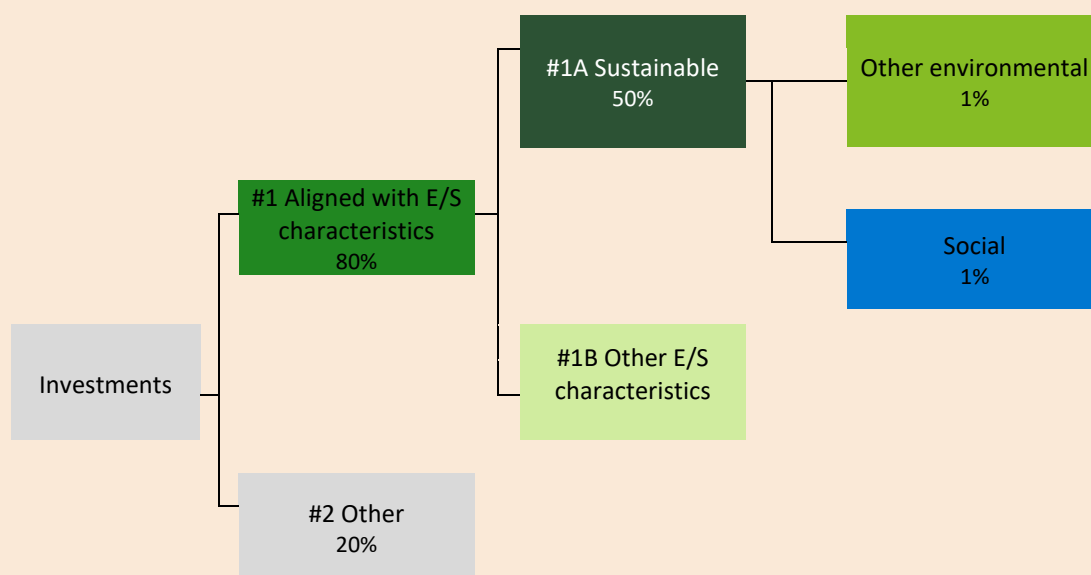 #1A Sustainable
50%
Other environmental
1%
#1 Aligned with E/S
characteristics
80%
Social
1%
Investments
#1B Other E/S
characteristics
#2 Other
20%